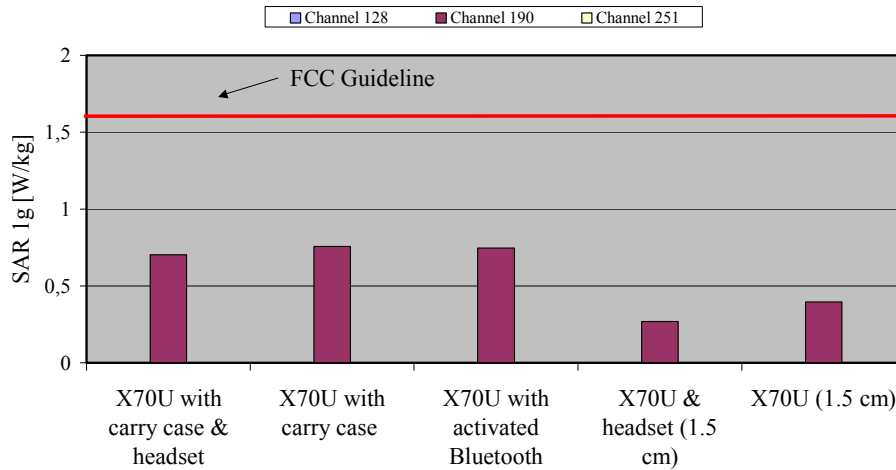 Channel 128 Channel 190 Channel 251
2
FCC Guideline
1,5
1
0,5
0
SAR 1g [W/kg]
X70U with carry case & headset
X70U with carry case
X70U with activated Bluetooth
X70U & headset (1.5 cm)
X70U (1.5 cm)